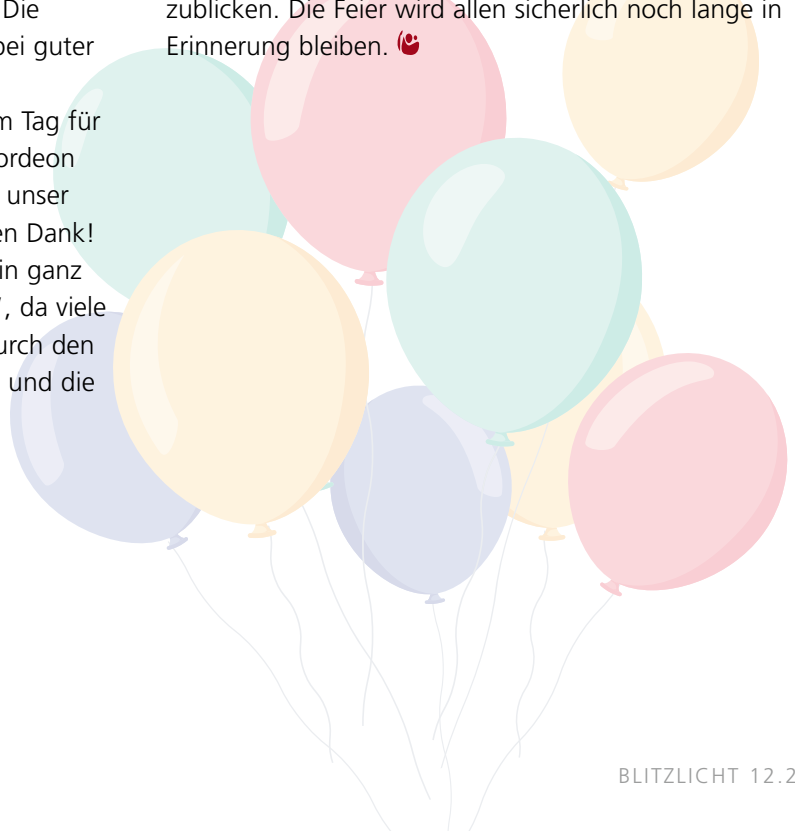 Die
bei guter
m Tag für
ordeon
unser
en Dank!
in ganz
, da viele
urch den
und die
zublicken. Die Feier wird allen sicherlich noch lange in
Erinnerung bleiben.
BLITZLICHT 12.2